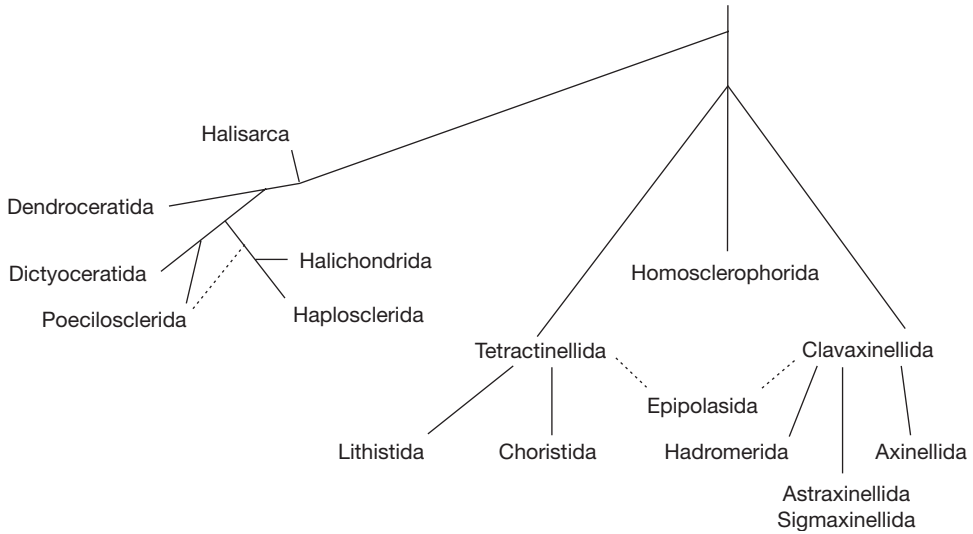 Halisarca
Dendroceratida
Dictyoceratida
Halichondrida
Poecilosclerida
Haplosclerida
Homosclerophorida
Tetractinellida
Clavaxinellida
Epipolasida
Lithistida
Choristida
Hadromerida
Axinellida
Astraxinellida
Sigmaxinellida